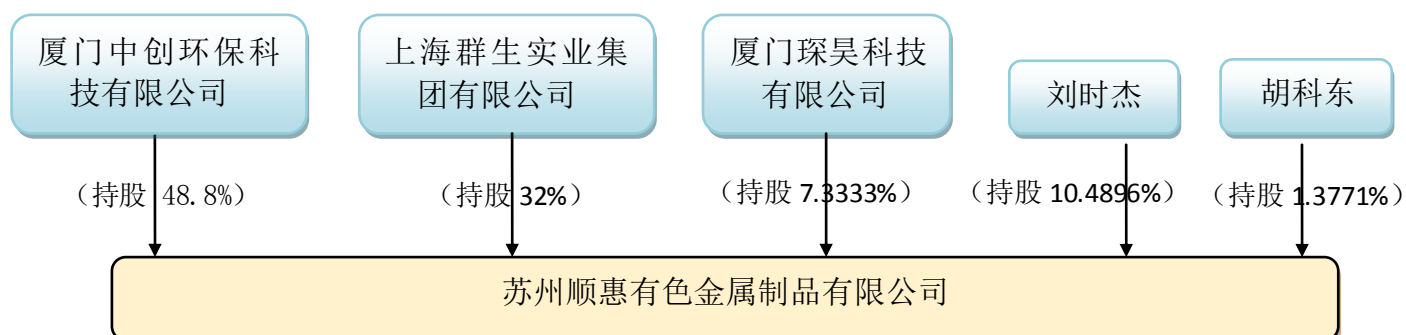 厦门中创环保科
技有限公司
上海群生实业集
团有限公司
厦门琛昊科技
有限公司
刘时杰
胡科东
（持股 48.8%）
（持股 32%）
（持股 7.3333%）
（持股 10.4896%）
（持股 1.3771%）
苏州顺惠有色金属制品有限公司